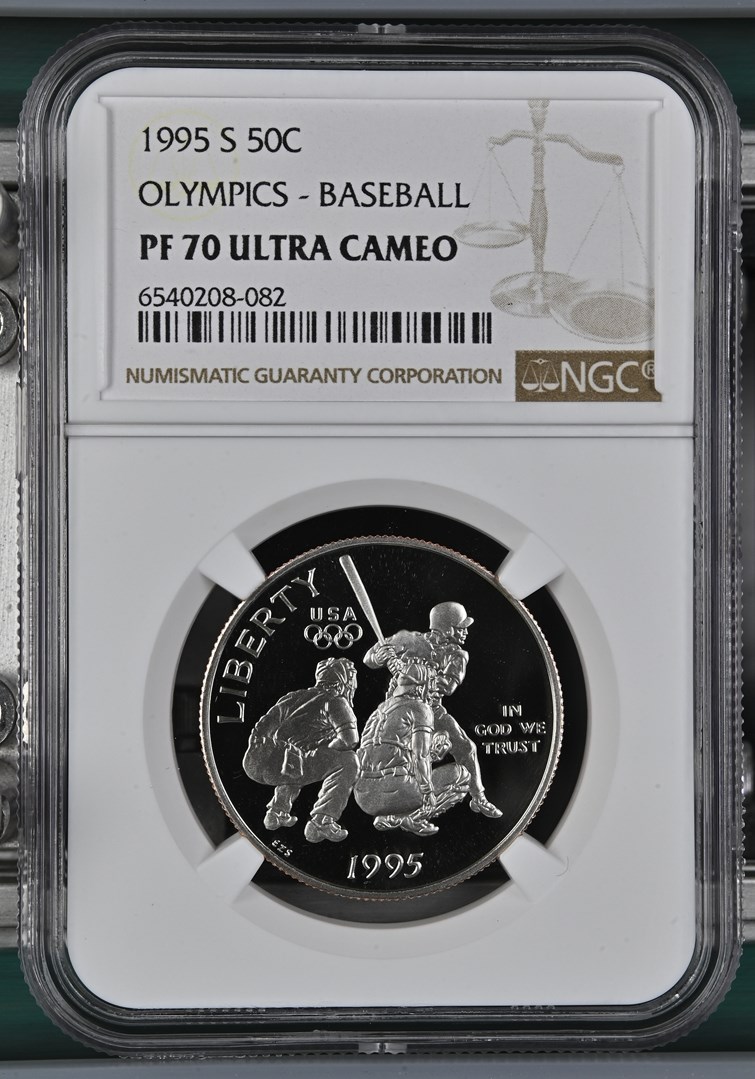 1995 S 50C
OLYMPICS - BASEBALL
PF 70 ULTRA CAMEO
6540208-082
NUMISMATIC GUARANTY CORPORATION
NGC®
LIBERTY
USA
IN
GOD WE
TRUST
EZS
1995